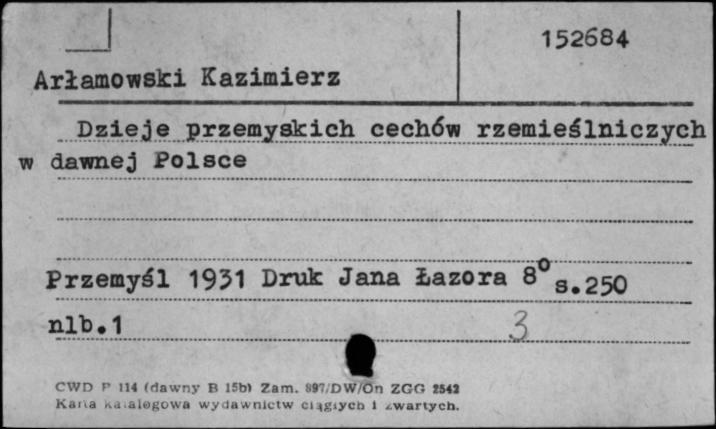 152684
Arłamowski Kazimierz
Dzieje przemyskich cechów rzemieślniczych
w dawnej Polsce
Przemyśl 1931 Druk Jana Łazora 8° s.250
nlb.1
3
CWD P 114 (dawny B 15b) Zam. 897/DW/On ZGG 2542
Karta katalogowa wydawnictw ciągłych i zwartych.